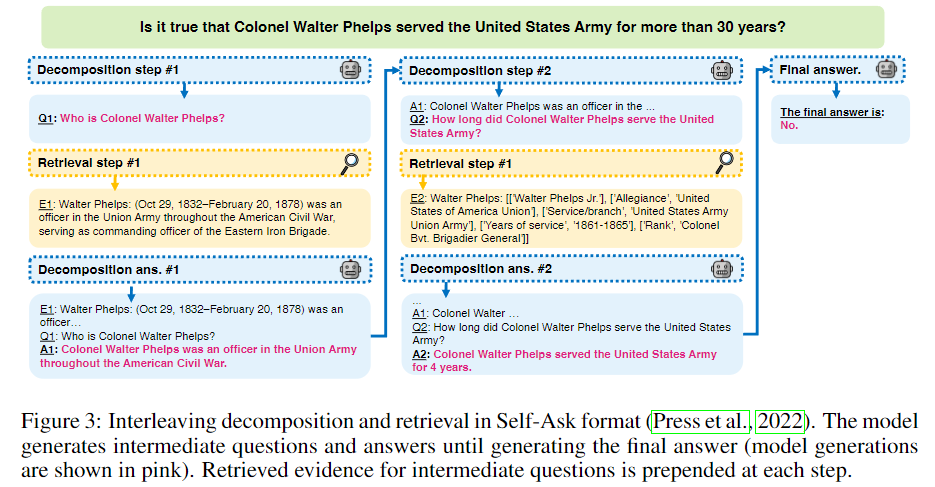 Is it true that Colonel Walter Phelps served the United States Army for more than 30 years?
Decomposition step #1
Q1: Who is Colonel Walter Phelps?
Retrieval step #1
E1: Walter Phelps: (Oct 29, 1832–February 20, 1878) was an
officer in the Union Army throughout the American Civil War,
serving as commanding officer of the Eastern Iron Brigade.
Decomposition ans. #1
E1: Walter Phelps: (Oct 29, 1832–February 20, 1878) was an
officer…
Q1: Who is Colonel Walter Phelps?
A1: Colonel Walter Phelps was an officer in the Union Army
throughout the American Civil War.
Decomposition step #2
A1: Colonel Walter Phelps was an officer in the ...
Q2: How long did Colonel Walter Phelps serve the United
States Army?
Retrieval step #1
E2: Walter Phelps: [['Walter Phelps Jr.'], ['Allegiance', 'United
States of America Union'], ['Service/branch', 'United States Army
Union Army'], ['Years of service', '1861-1865'], ['Rank', 'Colonel
Bvt. Brigadier General']]
Decomposition ans. #2
...
A1: Colonel Walter …
Q2: How long did Colonel Walter Phelps serve the United States
Army?
A2: Colonel Walter Phelps served the United States Army
for 4 years.
Final answer.
The final answer is:
No.
Figure 3: Interleaving decomposition and retrieval in Self-Ask format (Press et al., 2022). The model
generates intermediate questions and answers until generating the final answer (model generations
are shown in pink). Retrieved evidence for intermediate questions is prepended at each step.